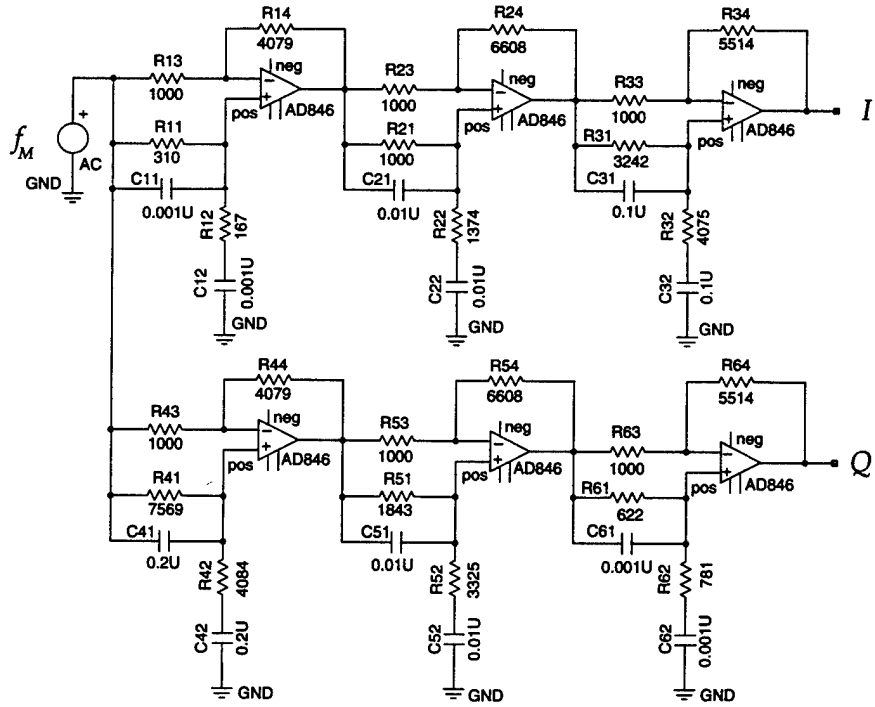 R14
4079
R24
6608
R34
5514
neg
R13
1000
AD846
neg
R23
1000
AD846
neg
R33
1000
AD846
I
f_M
AC
GND
pos
R11
310
C11
0.001U
R12
167
C12
0.001U
GND
pos
R21
1000
C21
0.01U
R22
1374
C22
0.01U
GND
pos
R31
3242
C31
0.1U
R32
4075
C32
0.1U
GND
R44
4079
R54
6608
R64
5514
neg
R43
1000
AD846
neg
R53
1000
AD846
neg
R63
1000
AD846
Q
pos
R41
7569
C41
0.2U
R42
4084
C42
0.2U
GND
pos
R51
1843
C51
0.01U
R52
3325
C52
0.01U
GND
pos
R61
622
C61
0.001U
R62
781
C62
0.001U
GND